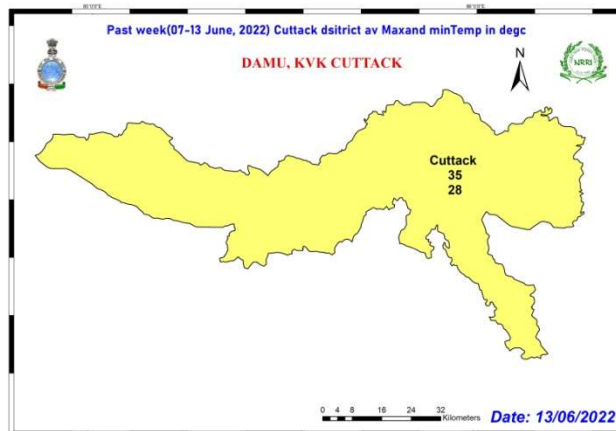 Past week(07-13 June, 2022) Cuttack dsitrict av Maxand minTemp in degc
DAMU, KVK CUTTACK
N
NRRI
Cuttack
35
28
0 4 8 16 24 32
Kilometers
Date: 13/06/2022